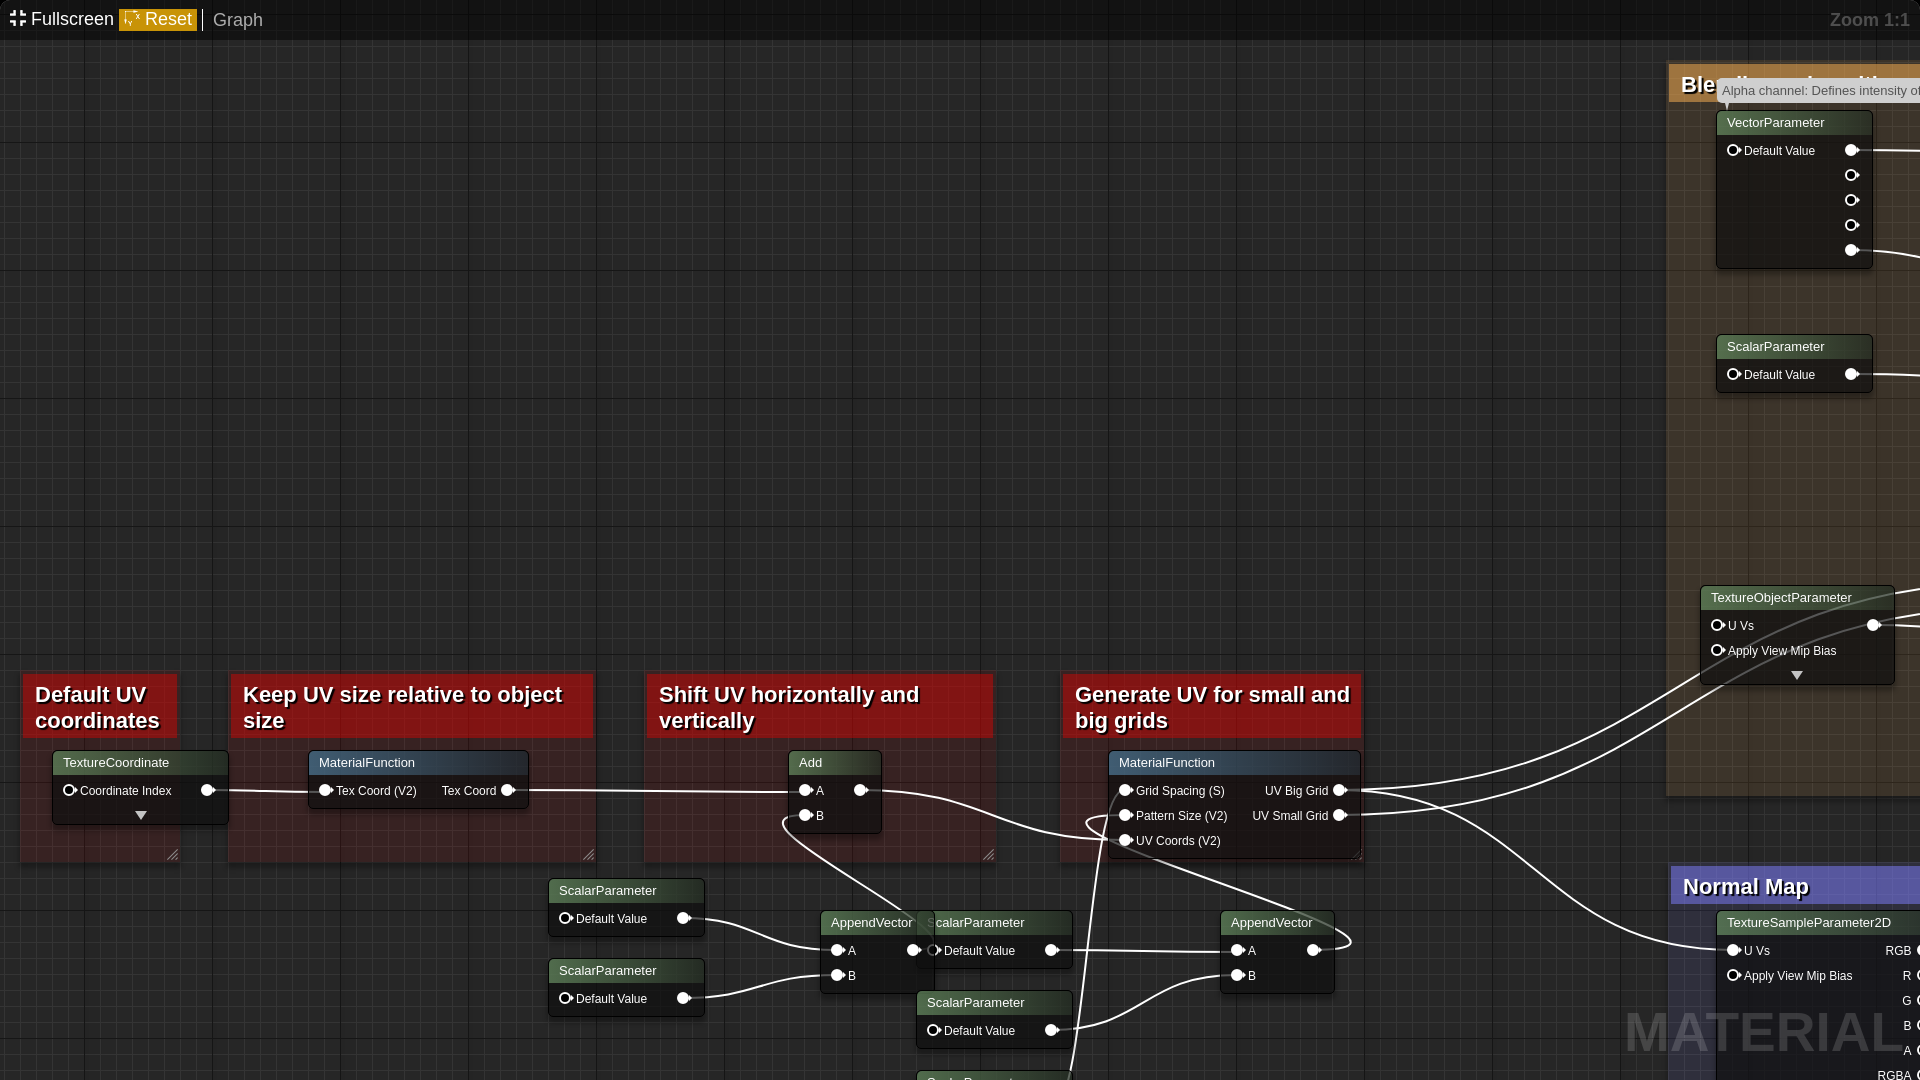 Fullscreen Reset Graph
Zoom 1:1
Alpha channel: Defines intensity of
VectorParameter
Default Value
ScalarParameter
Default Value
TextureObjectParameter
U Vs
Apply View Mip Bias
Default UV
coordinates
TextureCoordinate
Coordinate Index
Keep UV size relative to object
size
MaterialFunction
Tex Coord (V2) Tex Coord
Shift UV horizontally and
vertically
Add
A
B
Generate UV for small and
big grids
MaterialFunction
Grid Spacing (S) UV Big Grid
Pattern Size (V2) UV Small Grid
UV Coords (V2)
ScalarParameter
Default Value
ScalarParameter
Default Value
AppendVector
A
B
ScalarParameter
Default Value
ScalarParameter
Default Value
AppendVector
A
B
Normal Map
TextureSampleParameter2D
U Vs RGB
Apply View Mip Bias R
G
B
A
RGBA
MATERIAL